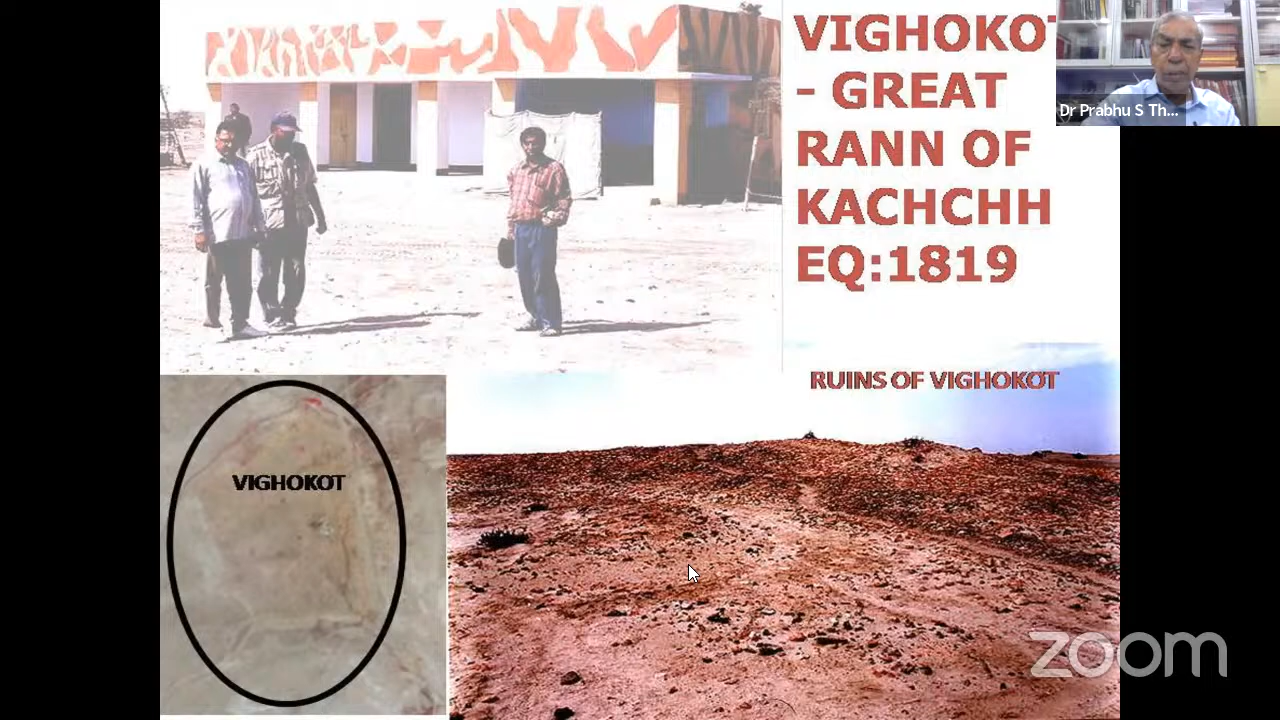 VIGHOKOT
- GREAT
RANN OF
KACHCHH
EQ:1819
Dr Prabhu S Th...
RUINS OF VIGHOKOT
VIGHOKOT
zoom